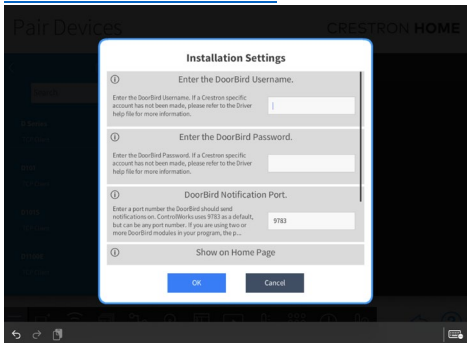 Pair Devices
CRESTRON HOME
Installation Settings
Enter the DoorBird Username.
Enter the DoorBird Username. If a Crestron specific
account has not been made, please refer to the Driver
help file for more information.
Enter the DoorBird Password.
Enter the DoorBird Password. If a Crestron specific
account has not been made, please refer to the Driver
help file for more information.
DoorBird Notification Port.
Enter a port number the DoorBird should send
notifications on. ControlWorks uses 9783 as a default,
but can be any port number. If you are using two or
more DoorBird modules in your program, the p...
9783
Show on Home Page
OK
Cancel